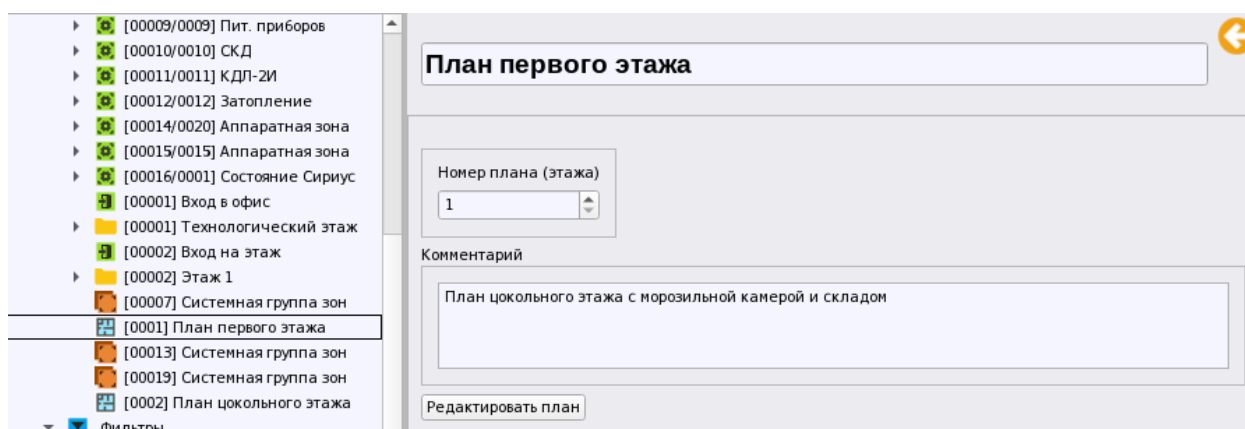 [00009/0009] Пит. приборов
[00010/0010] СКД
[00011/0011] КДЛ-2И
[00012/0012] Затопление
[00014/0020] Аппаратная зона
[00015/0015] Аппаратная зона
[00016/0001] Состояние Сириус
[00001] Вход в офис
[00001] Технологический этаж
[00002] Вход на этаж
[00002] Этаж 1
[00007] Системная группа зон
[0001] План первого этажа
[00013] Системная группа зон
[00019] Системная группа зон
[0002] План цокольного этажа
Фильтры
План первого этажа
Номер плана (этажа)
1
Комментарий
План цокольного этажа с морозильной камерой и складом
Редактировать план